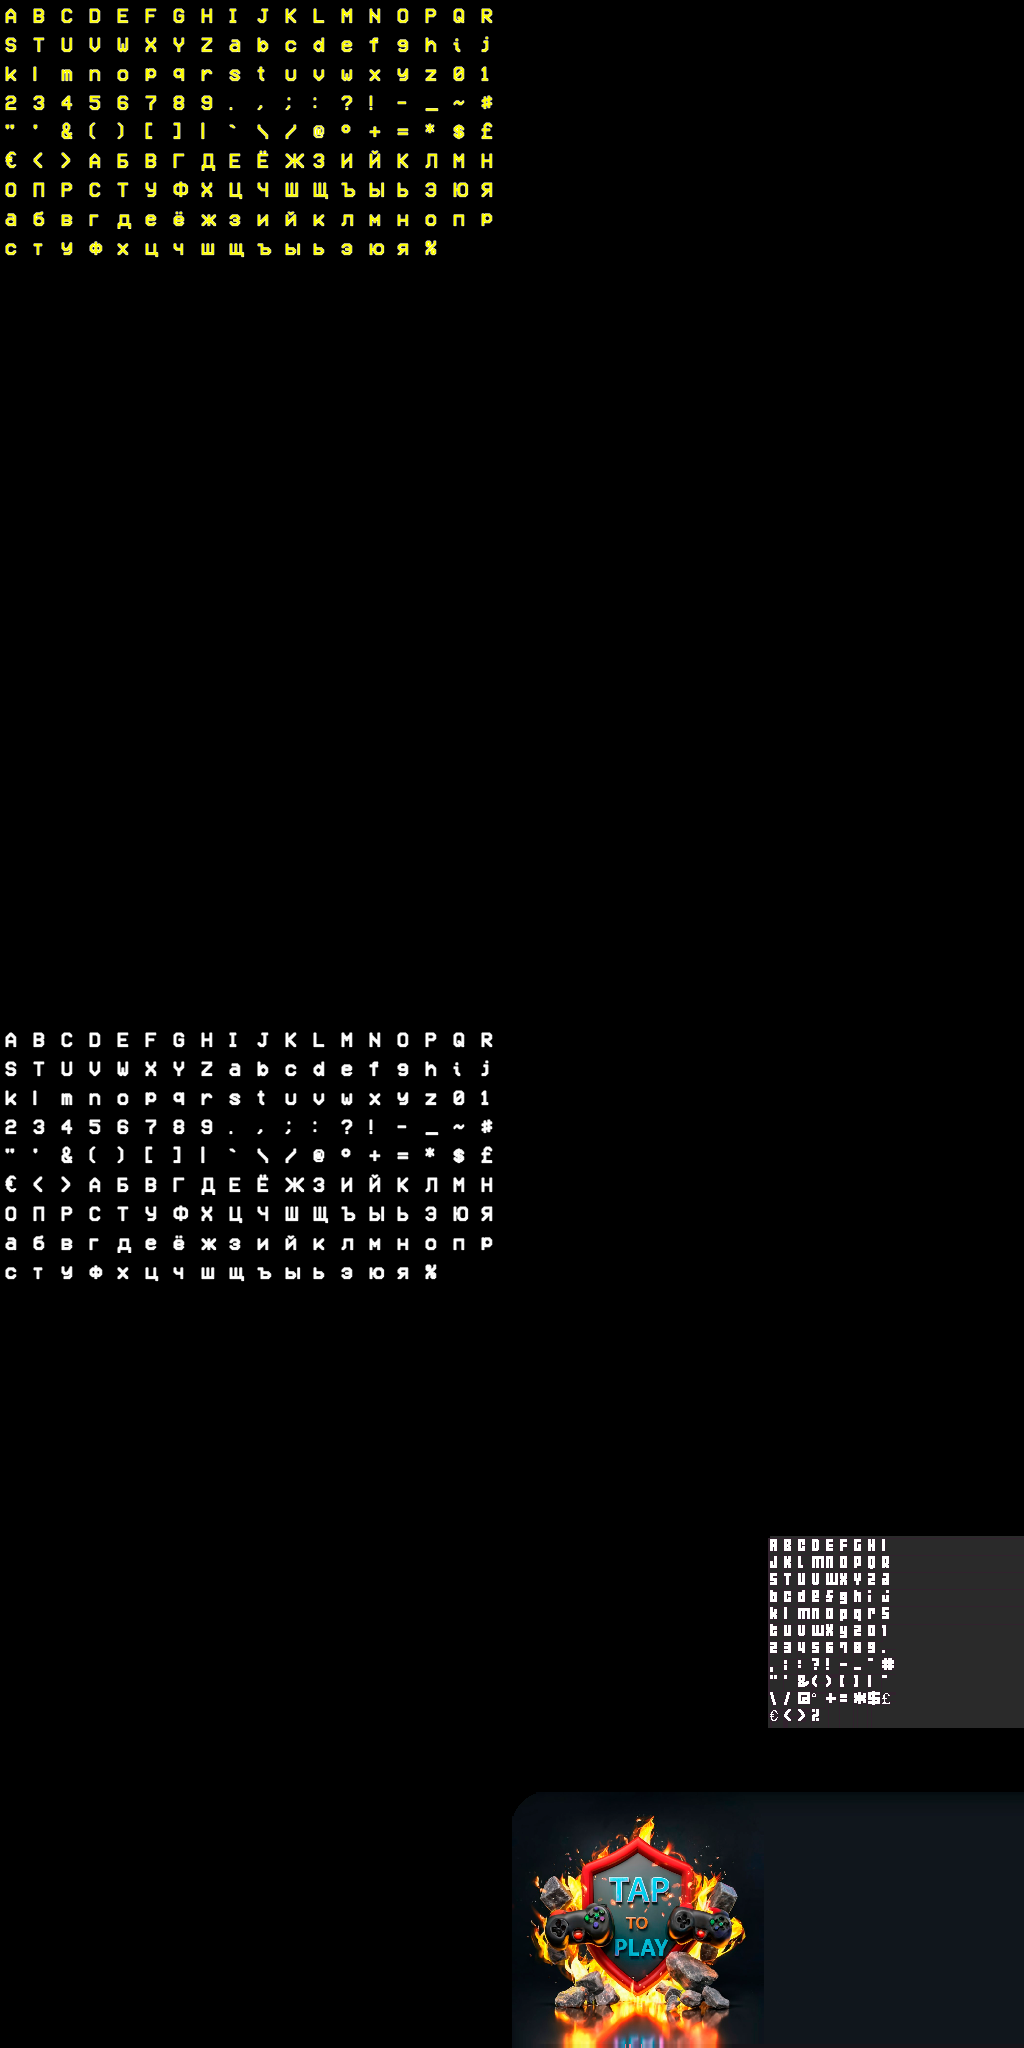 A B C D E F G H I J K L M N O P Q R
S T U V W X Y Z a b c d e f g h i j
k l m n o p q r s t u v w x y z 0 1
2 3 4 5 6 7 8 9 . , ; : ? ! - _ ~ #
" ' & ( ) [ ] | ` \ / @ ° + = * $ £
€ < > А Б В Г Д Е Ё Ж З И Й К Л М Н
О П Р С Т У Ф Х Ц Ч Ш Щ Ъ Ы Ь Э Ю Я
а б в г д е ё ж з и й к л м н о п р
с т у ф х ц ч ш щ ъ ы ь э ю я %
A B C D E F G H I J K L M N O P Q R
S T U V W X Y Z a b c d e f g h i j
k l m n o p q r s t u v w x y z 0 1
2 3 4 5 6 7 8 9 . , ; : ? ! - _ ~ #
" ' & ( ) [ ] | ` \ / @ ° + = * $ £
€ < > А Б В Г Д Е Ё Ж З И Й К Л М Н
О П Р С Т У Ф Х Ц Ч Ш Щ Ъ Ы Ь Э Ю Я
а б в г д е ё ж з и й к л м н о п р
с т у ф х ц ч ш щ ъ ы ь э ю я %
A B C D E F G H I
J K L M N O P Q R
S T U V W X Y Z a
b c d e f g h i j
k l m n o p q r s
t u v w x y z 0 1
2 3 4 5 6 7 8 9 .
, ; : ? ! - _ ~ #
" ' & ( ) [ ] | `
\ / @ ° + = * $ £
€ < > %
TAP
TO
PLAY